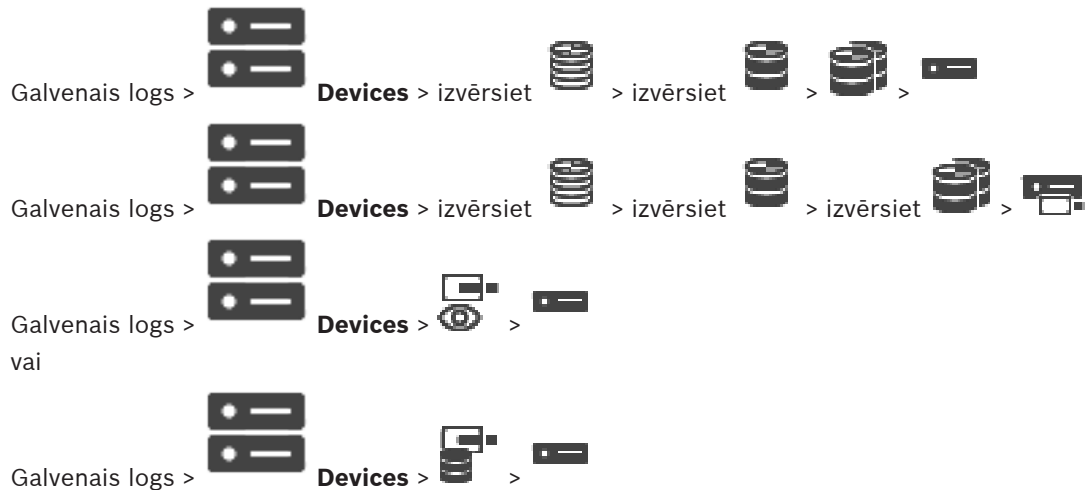 Galvenais logs > Devices > izvērsiet > izvērsiet > >
Galvenais logs > Devices > izvērsiet > izvērsiet > izvērsiet >
Galvenais logs > Devices > >
vai
Galvenais logs > Devices > >